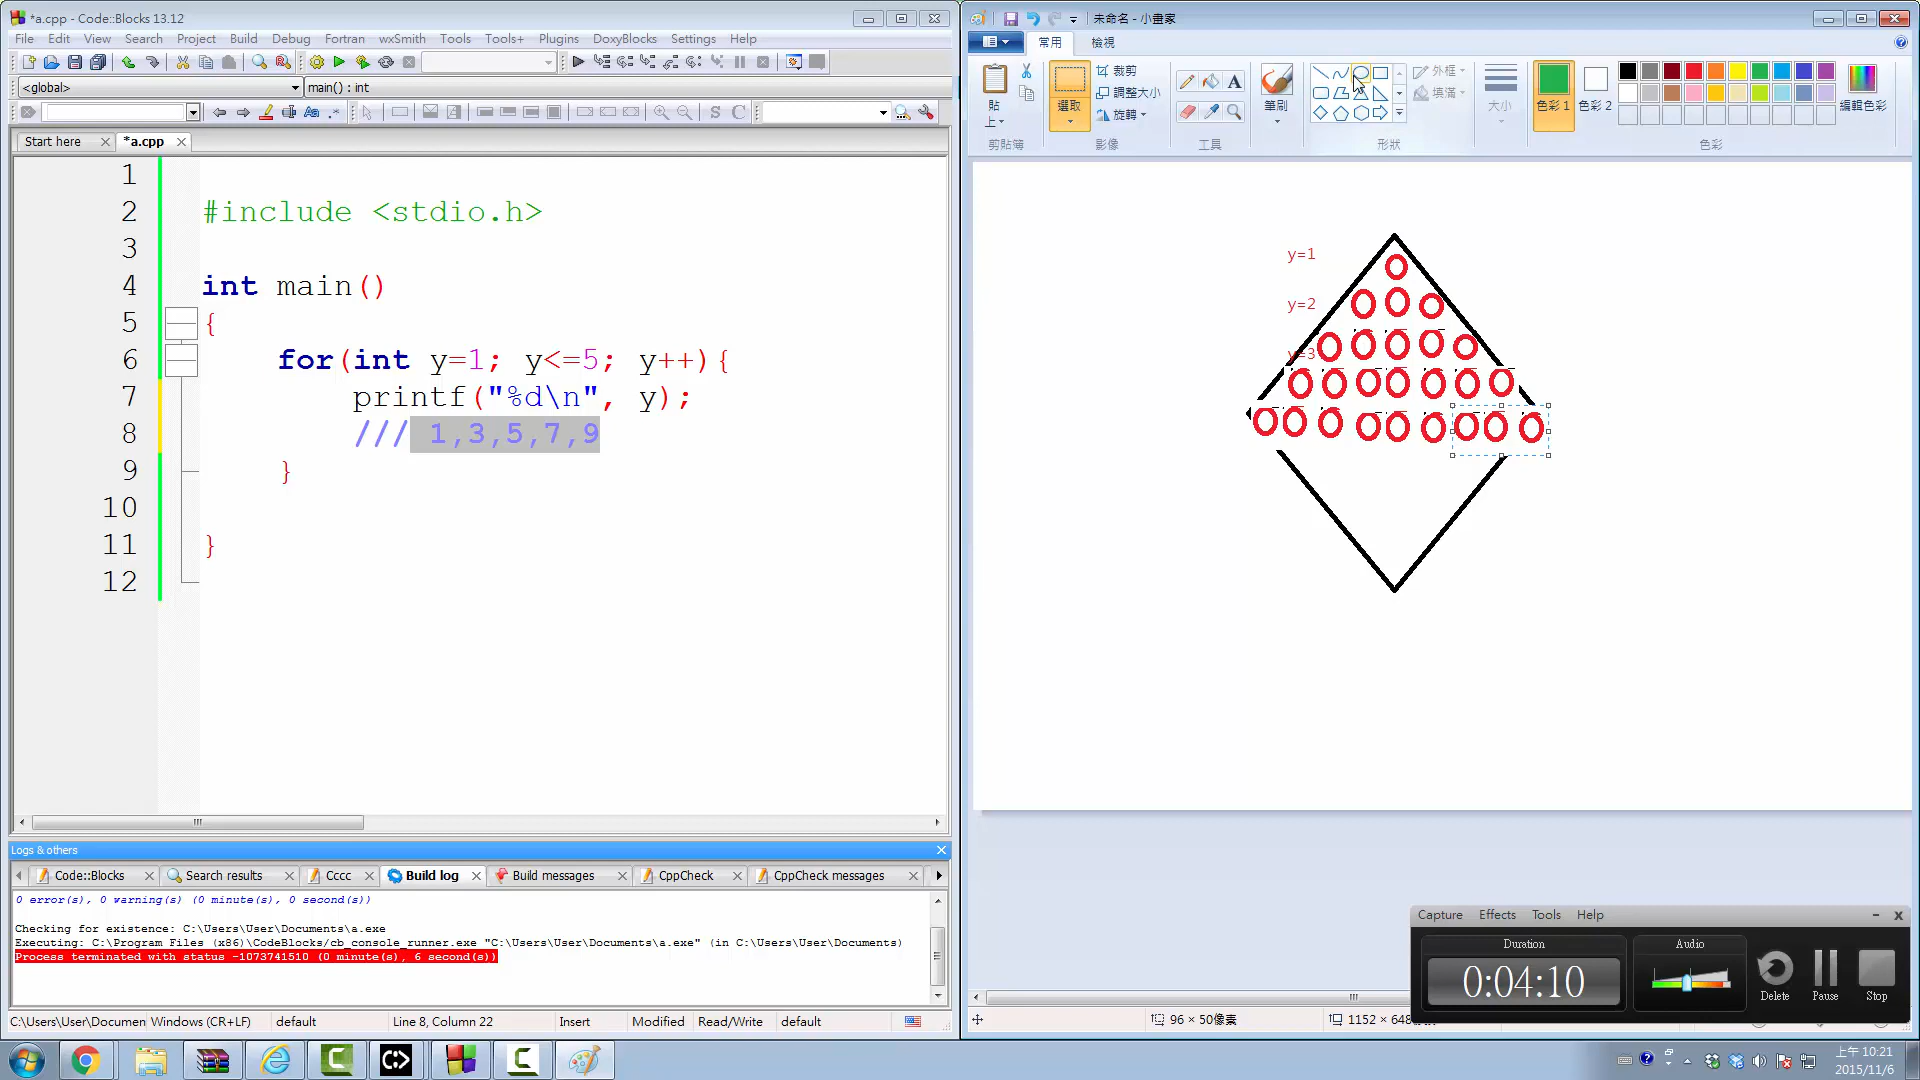 *a.cpp - Code::Blocks 13.12
File Edit View Search Project Build Debug Fortran wxSmith Tools Tools+ Plugins DoxyBlocks Settings Help
<global>
main() : int
Start here
*a.cpp
1
2 #include <stdio.h>
3
4 int main()
5 {
6 for(int y=1; y<=5; y++){
7 printf("%d\n", y);
8 /// 1,3,5,7,9
9 }
10
11 }
12
Logs & others
Code::Blocks
Search results
Cccc
Build log
Build messages
CppCheck
CppCheck messages
0 error(s), 0 warning(s) (0 minute(s), 0 second(s))
Checking for existence: C:\Users\User\Documents\a.exe
Executing: C:\Program Files (x86)\CodeBlocks/cb_console_runner.exe "C:\Users\User\Documents\a.exe" (in C:\Users\User\Documents)
Process terminated with status -1073741510 (0 minute(s), 6 second(s))
C:\Users\User\Documen Windows (CR+LF) default Line 8, Column 22 Insert Modified Read/Write default
未命名 - 小畫家
常用 檢視
貼上
剪貼簿
選取
裁剪
調整大小
旋轉
影像
A
工具
筆刷
外框
填滿
形狀
大小
色彩 1
色彩 2
編輯色彩
色彩
y=1
y=2
y=3
96 × 50像素
1152 × 648
Capture Effects Tools Help
Duration
0:04:10
Audio
Delete
Pause
Stop
上午 10:21
2015/11/6